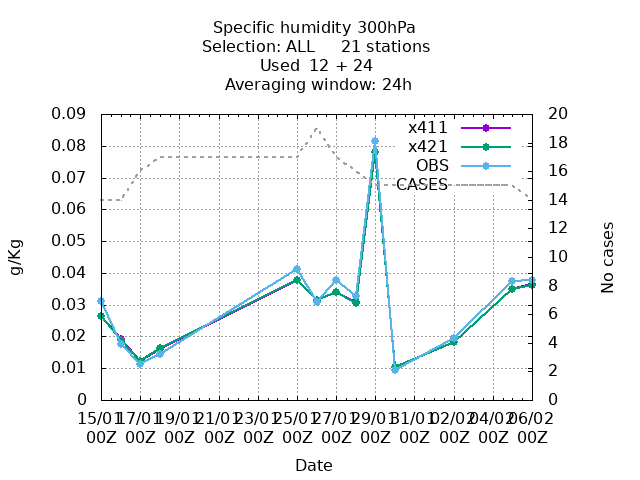 Specific humidity 300hPa
Selection: ALL 21 stations
Used 12 + 24
Averaging window: 24h
0.09
0.08
0.07
0.06
0.05
0.04
0.03
0.02
0.01
0
g/Kg
x411
x421
OBS
CASES
20
18
16
14
12
10
8
6
4
2
0
No cases
15/01 17/01 19/01 21/01 23/01 25/01 27/01 29/01 31/01 02/02 04/02 06/02
00Z 00Z 00Z 00Z 00Z 00Z 00Z 00Z 00Z 00Z 00Z 00Z
Date